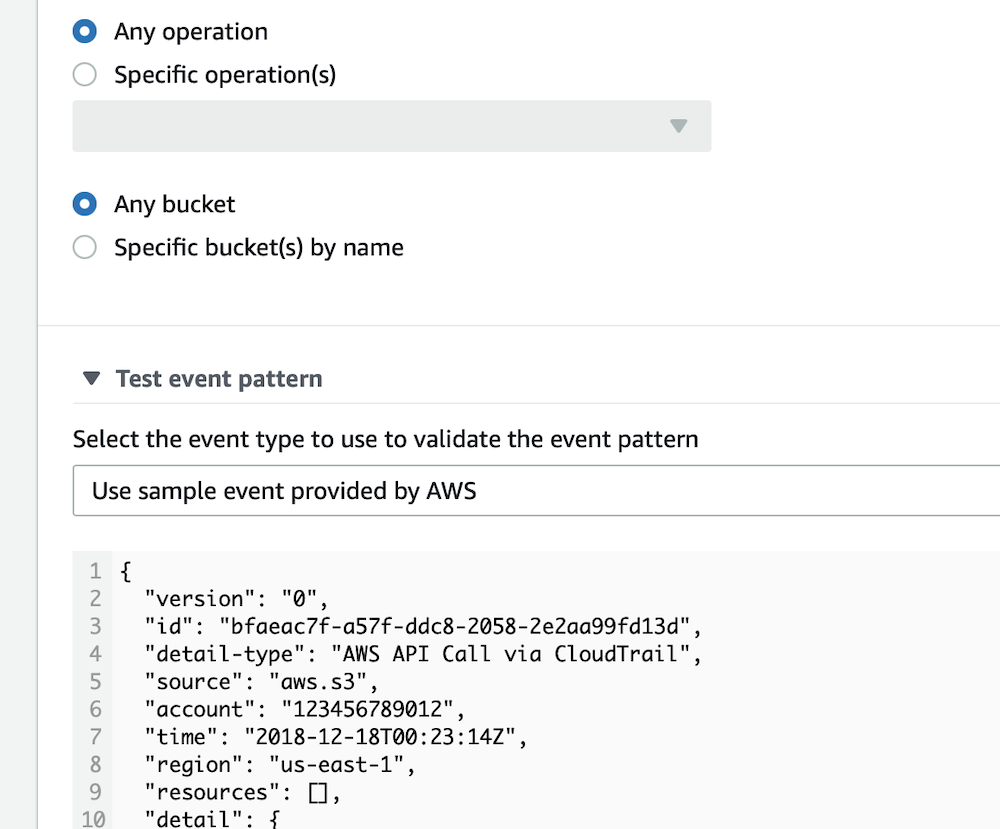 Any operation
Specific operation(s)
Any bucket
Specific bucket(s) by name
Test event pattern
Select the event type to use to validate the event pattern
Use sample event provided by AWS
1 {
2 "version": "0",
3 "id": "bfaeac7f-a57f-ddc8-2058-2e2aa99fd13d",
4 "detail-type": "AWS API Call via CloudTrail",
5 "source": "aws.s3",
6 "account": "123456789012",
7 "time": "2018-12-18T00:23:14Z",
8 "region": "us-east-1",
9 "resources": [],
10 "detail": {